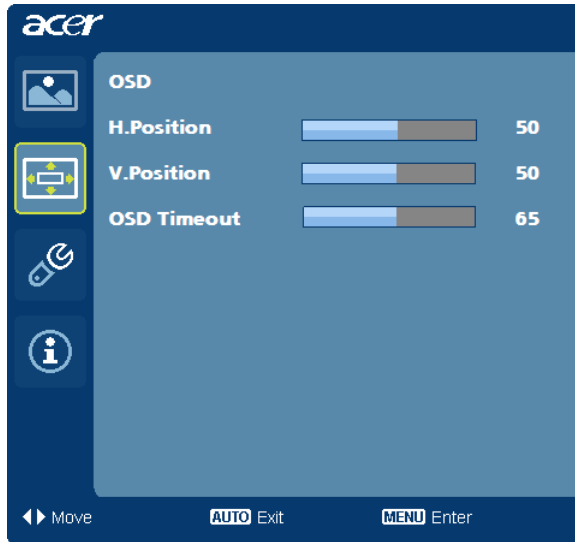 acer
OSD
H.Position 50
V.Position 50
OSD Timeout 65
Move AUTO Exit MENU Enter